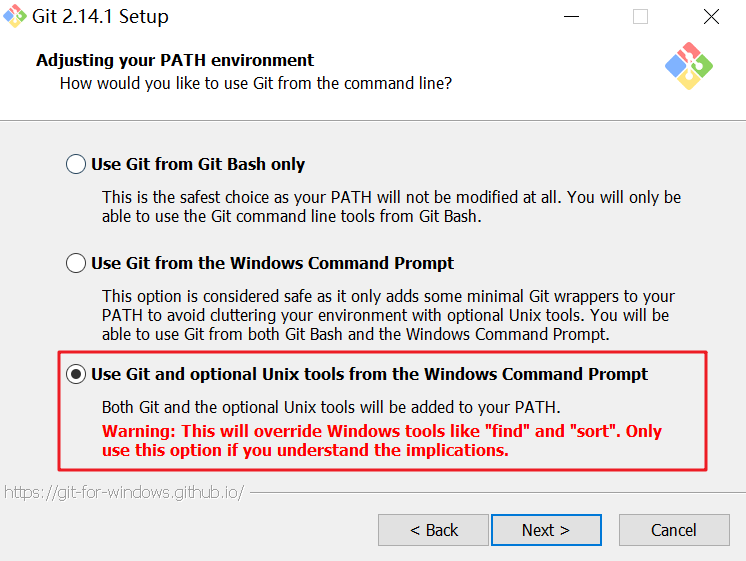 Git 2.14.1 Setup
Adjusting your PATH environment
How would you like to use Git from the command line?
Use Git from Git Bash only
This is the safest choice as your PATH will not be modified at all. You will only be
able to use the Git command line tools from Git Bash.
Use Git from the Windows Command Prompt
This option is considered safe as it only adds some minimal Git wrappers to your
PATH to avoid cluttering your environment with optional Unix tools. You will be
able to use Git from both Git Bash and the Windows Command Prompt.
Use Git and optional Unix tools from the Windows Command Prompt
Both Git and the optional Unix tools will be added to your PATH.
Warning: This will override Windows tools like "find" and "sort". Only
use this option if you understand the implications.
https://git-for-windows.github.io/
< Back
Next >
Cancel